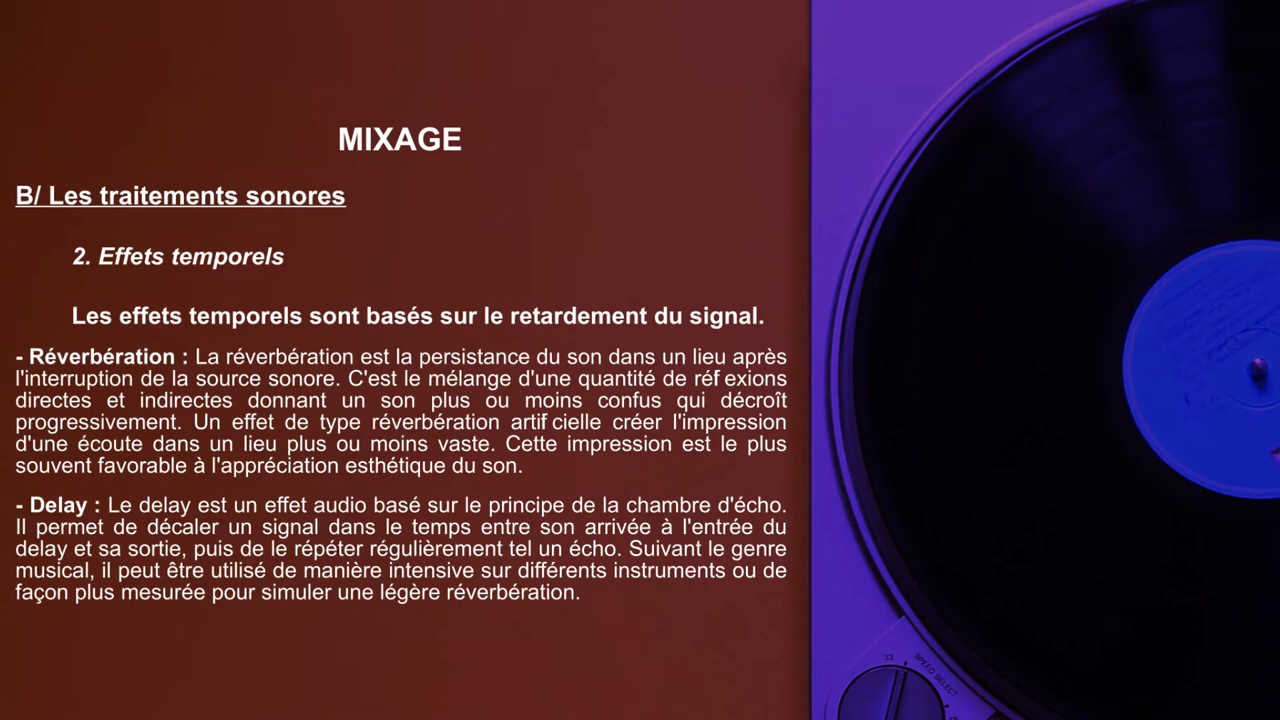 MIXAGE
B/ Les traitements sonores
2. Effets temporels
Les effets temporels sont basés sur le retardement du signal.
- Réverbération : La réverbération est la persistance du son dans un lieu après
l'interruption de la source sonore. C'est le mélange d'une quantité de réf exions
directes et indirectes donnant un son plus ou moins confus qui décroît
progressivement. Un effet de type réverbération artif cielle créer l'impression
d'une écoute dans un lieu plus ou moins vaste. Cette impression est le plus
souvent favorable à l'appréciation esthétique du son.
- Delay : Le delay est un effet audio basé sur le principe de la chambre d'écho.
Il permet de décaler un signal dans le temps entre son arrivée à l'entrée du
delay et sa sortie, puis de le répéter régulièrement tel un écho. Suivant le genre
musical, il peut être utilisé de manière intensive sur différents instruments ou de
façon plus mesurée pour simuler une légère réverbération.
33
SPEED SELECT